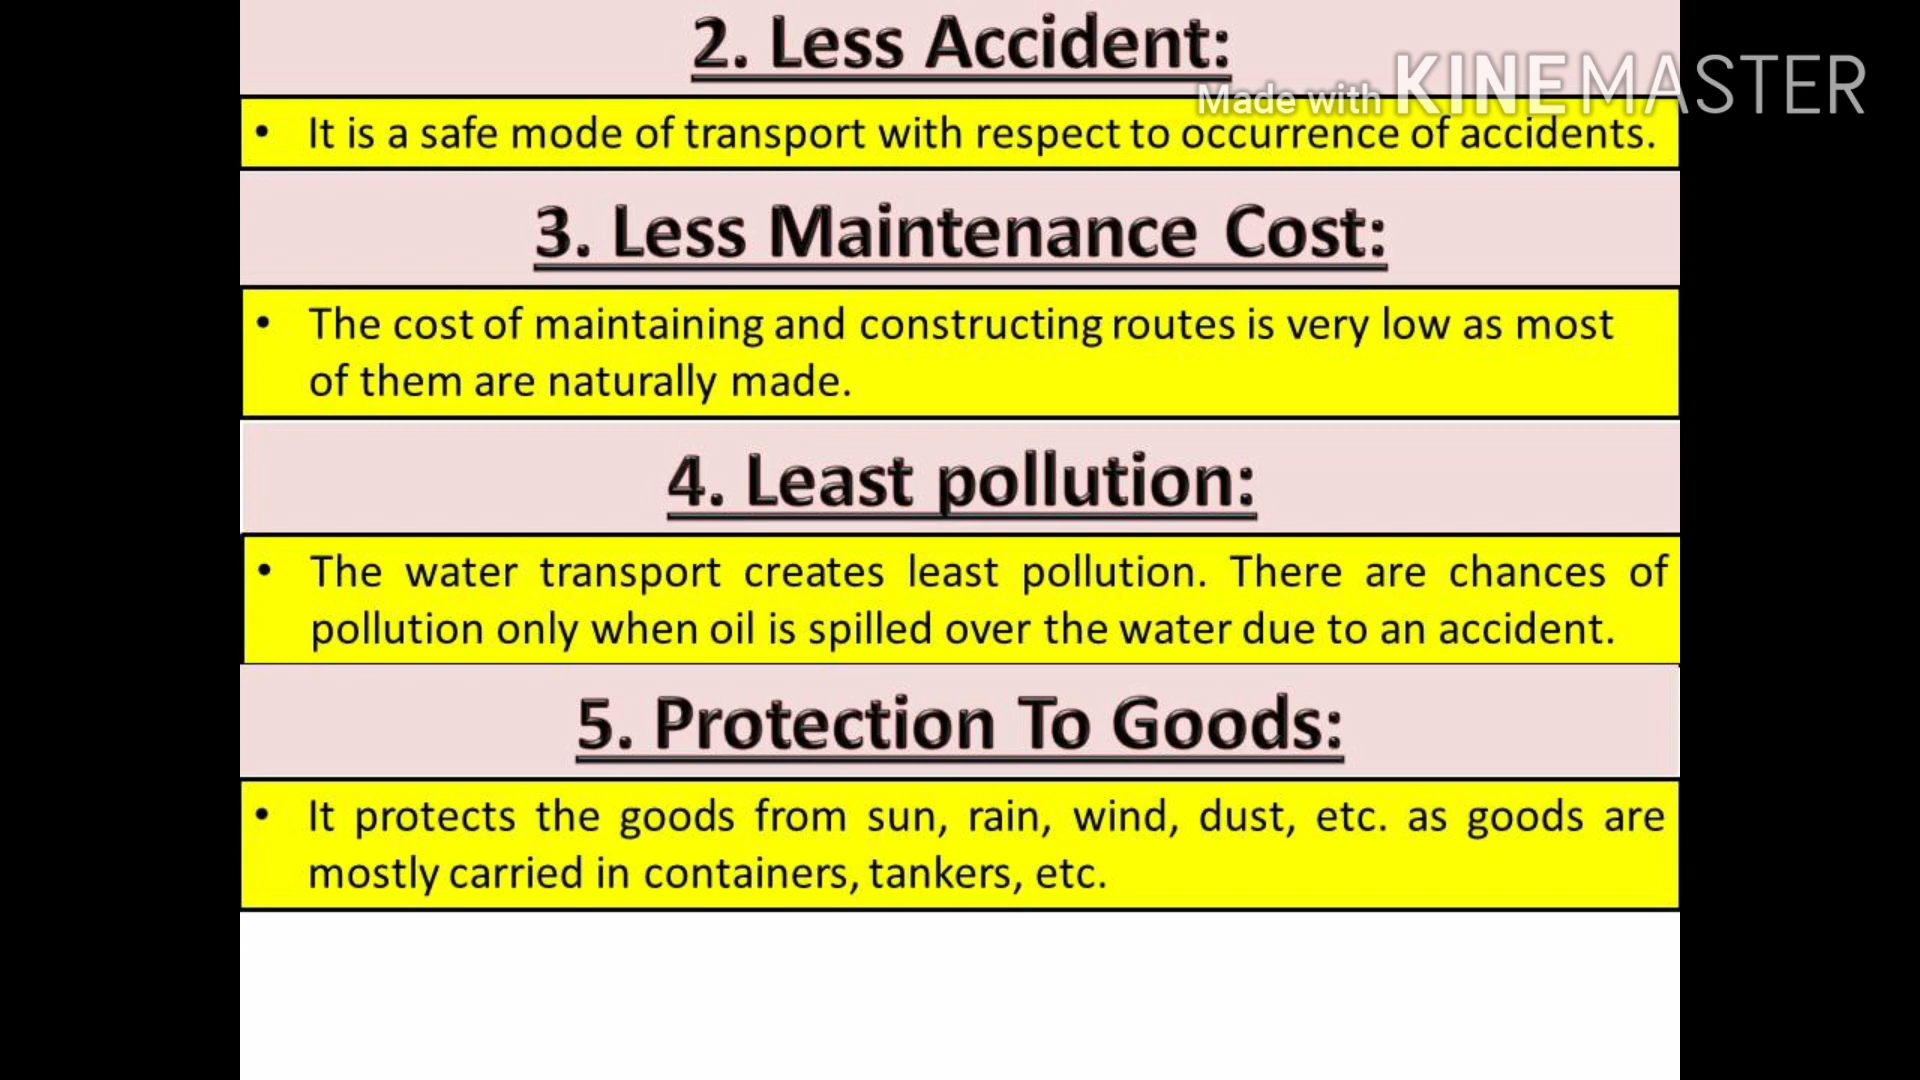 2. Less Accident:
Made with KINEMASTER
• It is a safe mode of transport with respect to occurrence of accidents.
3. Less Maintenance Cost:
• The cost of maintaining and constructing routes is very low as most
of them are naturally made.
4. Least pollution:
• The water transport creates least pollution. There are chances of
pollution only when oil is spilled over the water due to an accident.
5. Protection To Goods:
• It protects the goods from sun, rain, wind, dust, etc. as goods are
mostly carried in containers, tankers, etc.